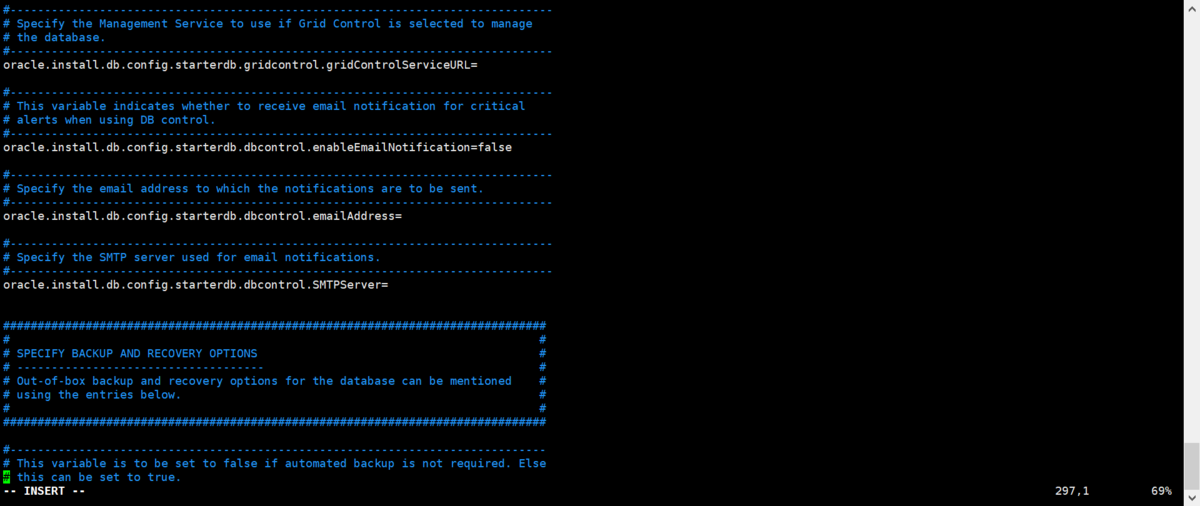 #-------------------------------------------------------------------------------
# Specify the Management Service to use if Grid Control is selected to manage
# the database.
#-------------------------------------------------------------------------------
oracle.install.db.config.starterdb.gridcontrol.gridControlServiceURL=
#-------------------------------------------------------------------------------
# This variable indicates whether to receive email notification for critical
# alerts when using DB control.
#-------------------------------------------------------------------------------
oracle.install.db.config.starterdb.dbcontrol.enableEmailNotification=false
#-------------------------------------------------------------------------------
# Specify the email address to which the notifications are to be sent.
#-------------------------------------------------------------------------------
oracle.install.db.config.starterdb.dbcontrol.emailAddress=
#-------------------------------------------------------------------------------
# Specify the SMTP server used for email notifications.
#-------------------------------------------------------------------------------
oracle.install.db.config.starterdb.dbcontrol.SMTPServer=
###############################################################################
#                                                                             #
# SPECIFY BACKUP AND RECOVERY OPTIONS                                         #
# ------------------------------------                                        #
# Out-of-box backup and recovery options for the database can be mentioned    #
# using the entries below.                                                    #
#                                                                             #
###############################################################################
#------------------------------------------------------------------------------
# This variable is to be set to false if automated backup is not required. Else
# this can be set to true.
-- INSERT -- 297,1 69%